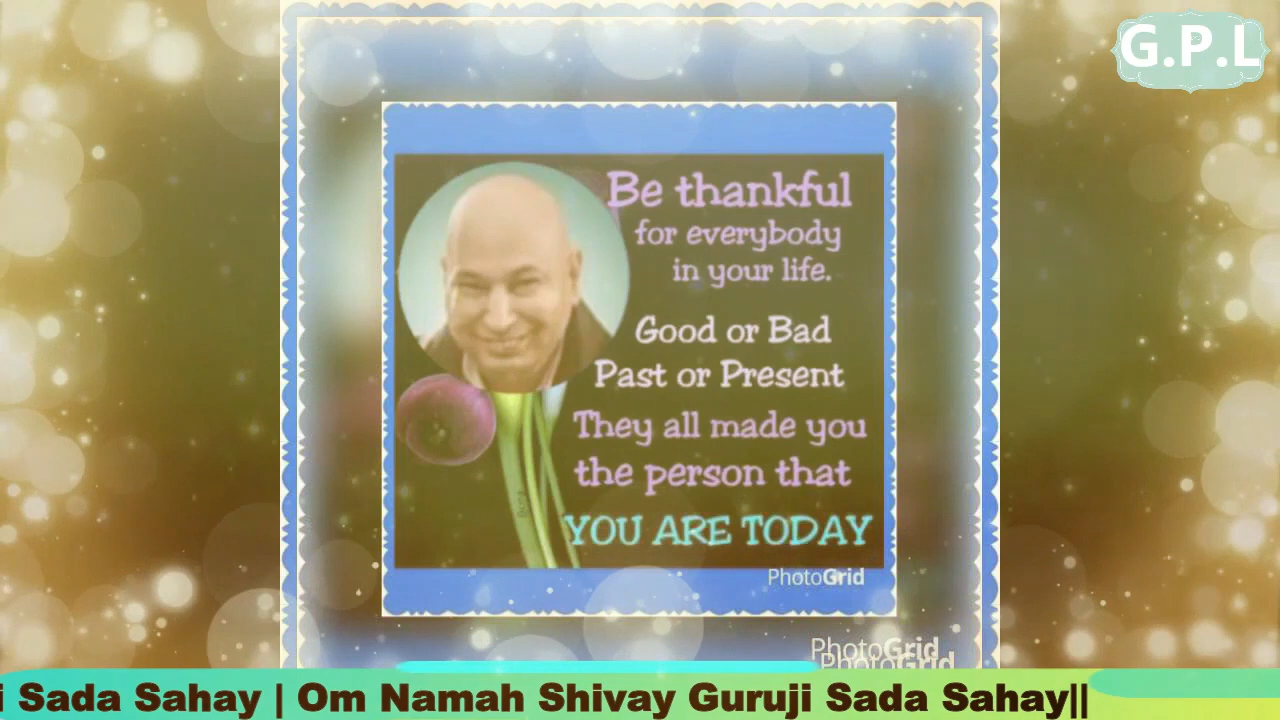 G.P.L
Be thankful
for everybody
in your life.
Good or Bad
Past or Present
They all made you
the person that
YOU ARE TODAY
PhotoGrid
PhotoGrid
PhotoGrid
i Sada Sahay | Om Namah Shivay Guruji Sada Sahay||